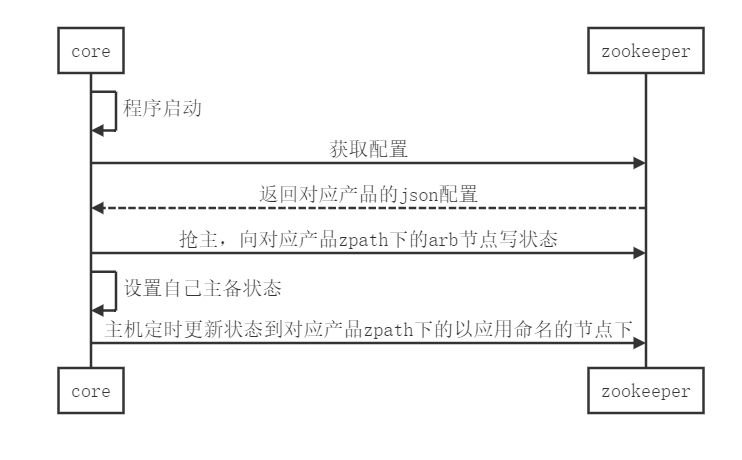 core
zookeeper
程序启动
获取配置
返回对应产品的json配置
抢主，向对应产品zpath下的arb节点写状态
设置自己主备状态
主机定时更新状态到对应产品zpath下的以应用命名的节点下
core
zookeeper